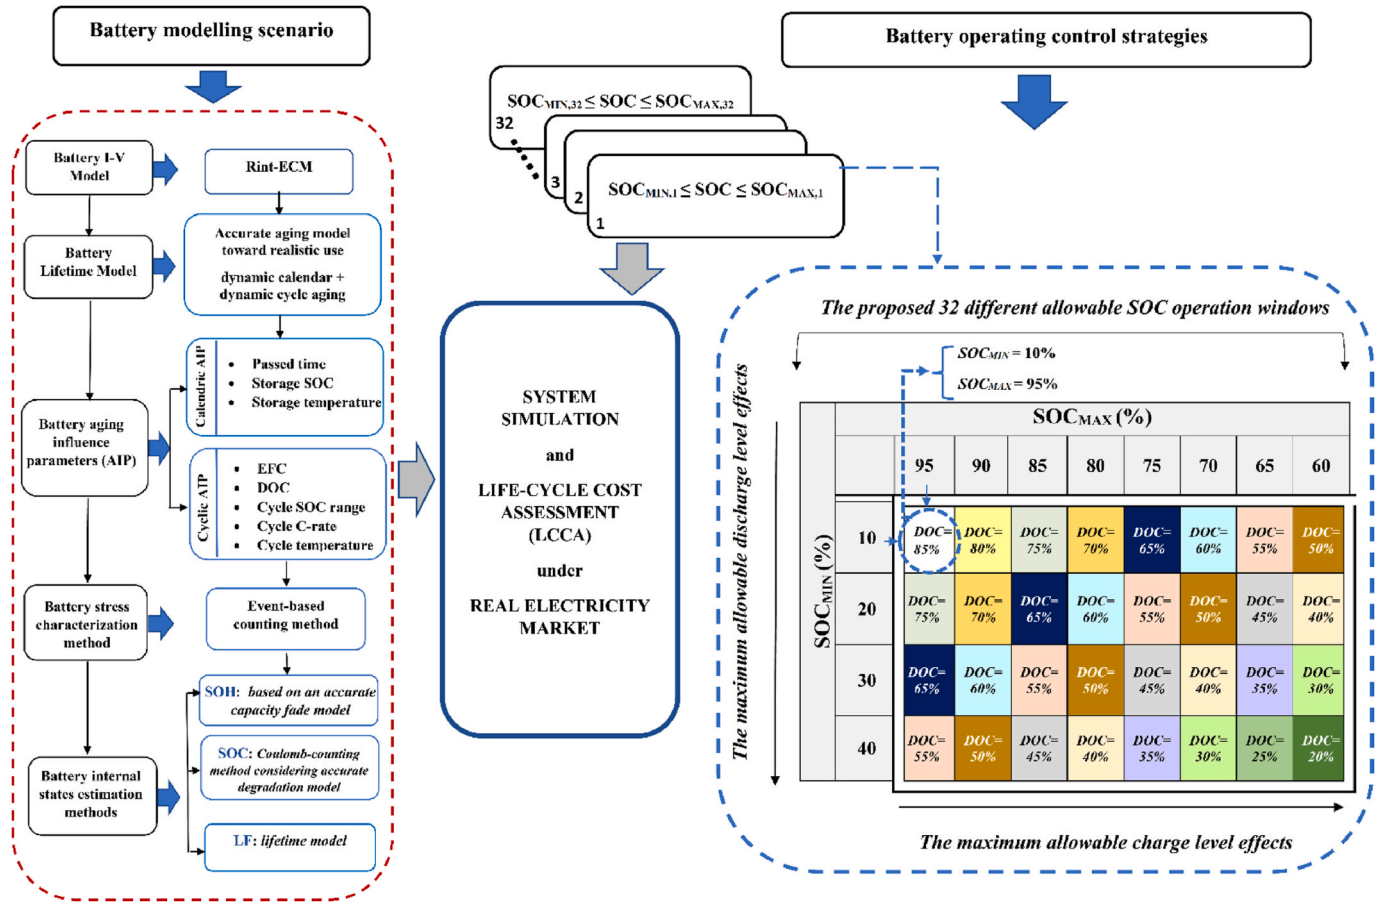 Battery modelling scenario
Battery operating control strategies
Battery I-V
Model
Rint-ECM
Battery
Lifetime Model
Accurate aging model
toward realistic use
dynamic calendar +
dynamic cycle aging
Battery aging
influence
parameters (AIP)
Calendric AIP
• Passed time
• Storage SOC
• Storage temperature
Cyclic ATP
• EFC
• DOC
• Cycle SOC range
• Cycle C-rate
• Cycle temperature
Battery stress
characterization
method
Event-based
counting method
Battery internal
states estimation
methods
SOH: based on an accurate
capacity fade model
SOC: Coulomb-counting
method considering accurate
degradation model
LF: lifetime model
SOCMIN,32 ≤ SOC ≤ SOCMAX,32
32
3
2
SOCMIN,1 ≤ SOC ≤ SOCMAX,1
1
SYSTEM
SIMULATION
and
LIFE-CYCLE COST
ASSESSMENT
(LCCA)
under
REAL ELECTRICITY
MARKET
The proposed 32 different allowable SOC operation windows
SOCMIN = 10%
SOCMAX = 95%
The maximum allowable discharge level effects
SOCMAX (%)
95 90 85 80 75 70 65 60
SOCMIN (%)
10
DOC= DOC= DOC= DOC= DOC= DOC= DOC= DOC=
85% 80% 75% 70% 65% 60% 55% 50%
20
DOC= DOC= DOC= DOC= DOC= DOC= DOC= DOC=
75% 70% 65% 60% 55% 50% 45% 40%
30
DOC= DOC= DOC= DOC= DOC= DOC= DOC= DOC=
65% 60% 55% 50% 45% 40% 35% 30%
40
DOC= DOC= DOC= DOC= DOC= DOC= DOC= DOC=
55% 50% 45% 40% 35% 30% 25% 20%
The maximum allowable charge level effects